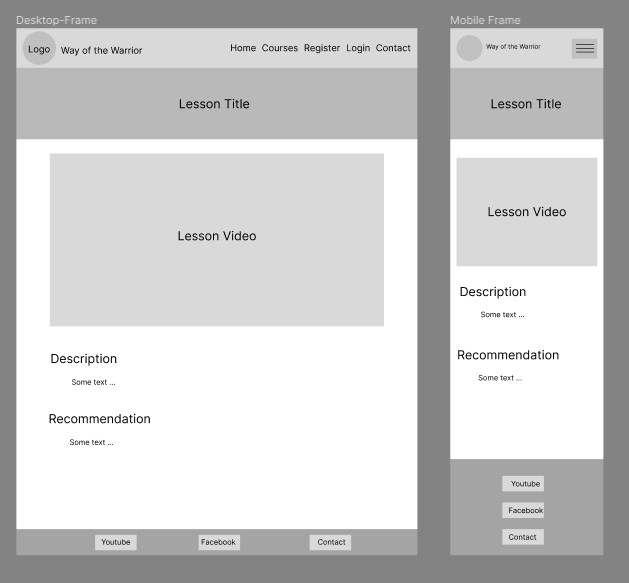 Desktop-Frame
Logo
Way of the Warrior
Home Courses Register Login Contact
Lesson Title
Lesson Video
Description
Some text ...
Recommendation
Some text ...
Youtube
Facebook
Contact
Mobile Frame
Way of the Warrior
Lesson Title
Lesson Video
Description
Some text ...
Recommendation
Some text ...
Youtube
Facebook
Contact